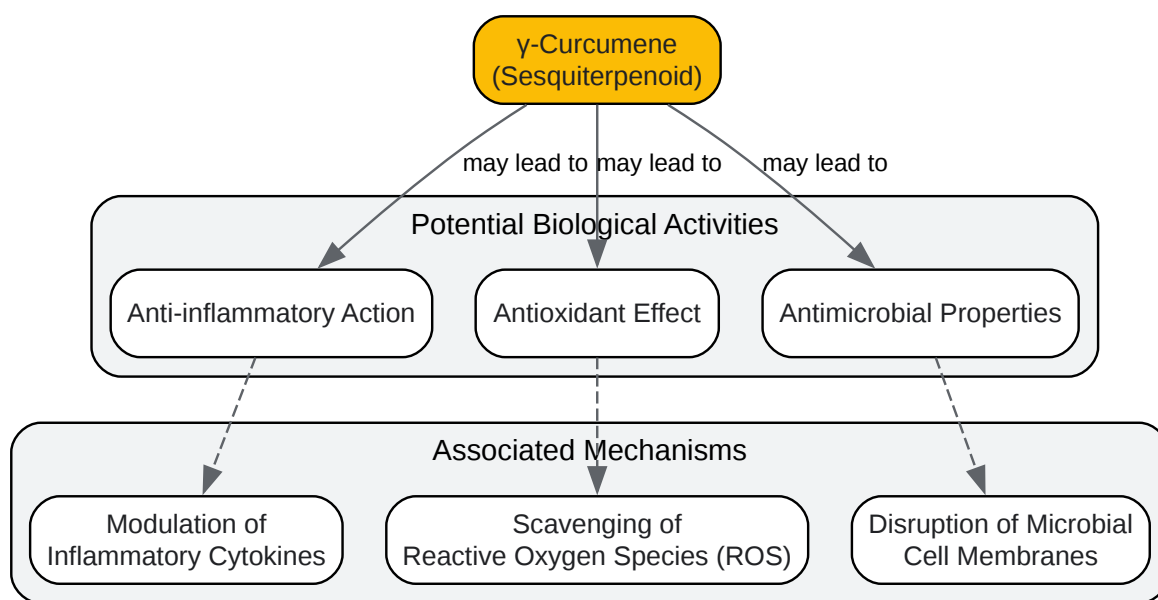 γ-Curcumene
(Sesquiterpenoid)
may lead to may lead to may lead to
Potential Biological Activities
Anti-inflammatory Action
Antioxidant Effect
Antimicrobial Properties
Associated Mechanisms
Modulation of
Inflammatory Cytokines
Scavenging of
Reactive Oxygen Species (ROS)
Disruption of Microbial
Cell Membranes